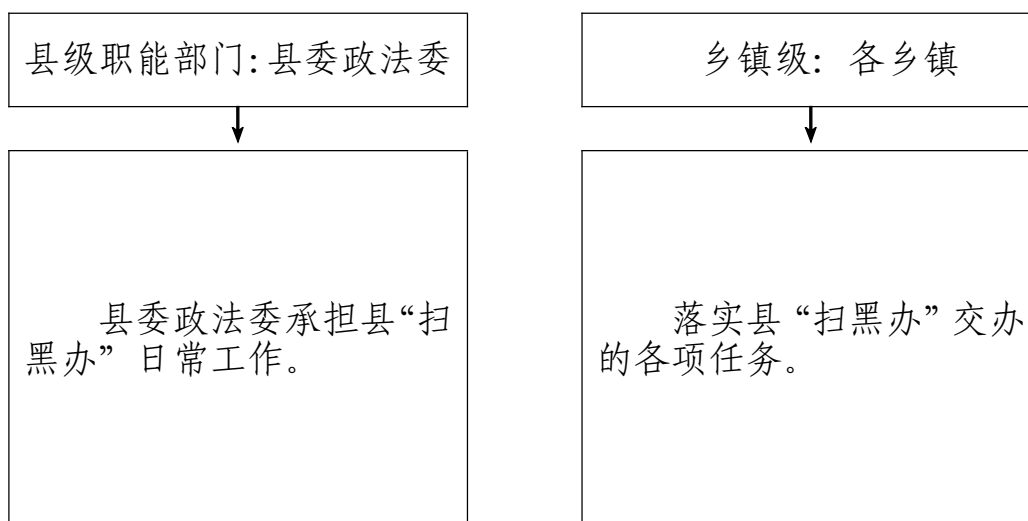 县级职能部门:县委政法委
县委政法委承担县“扫
黑办”日常工作。
乡镇级：各乡镇
落实县“扫黑办”交办
的各项任务。